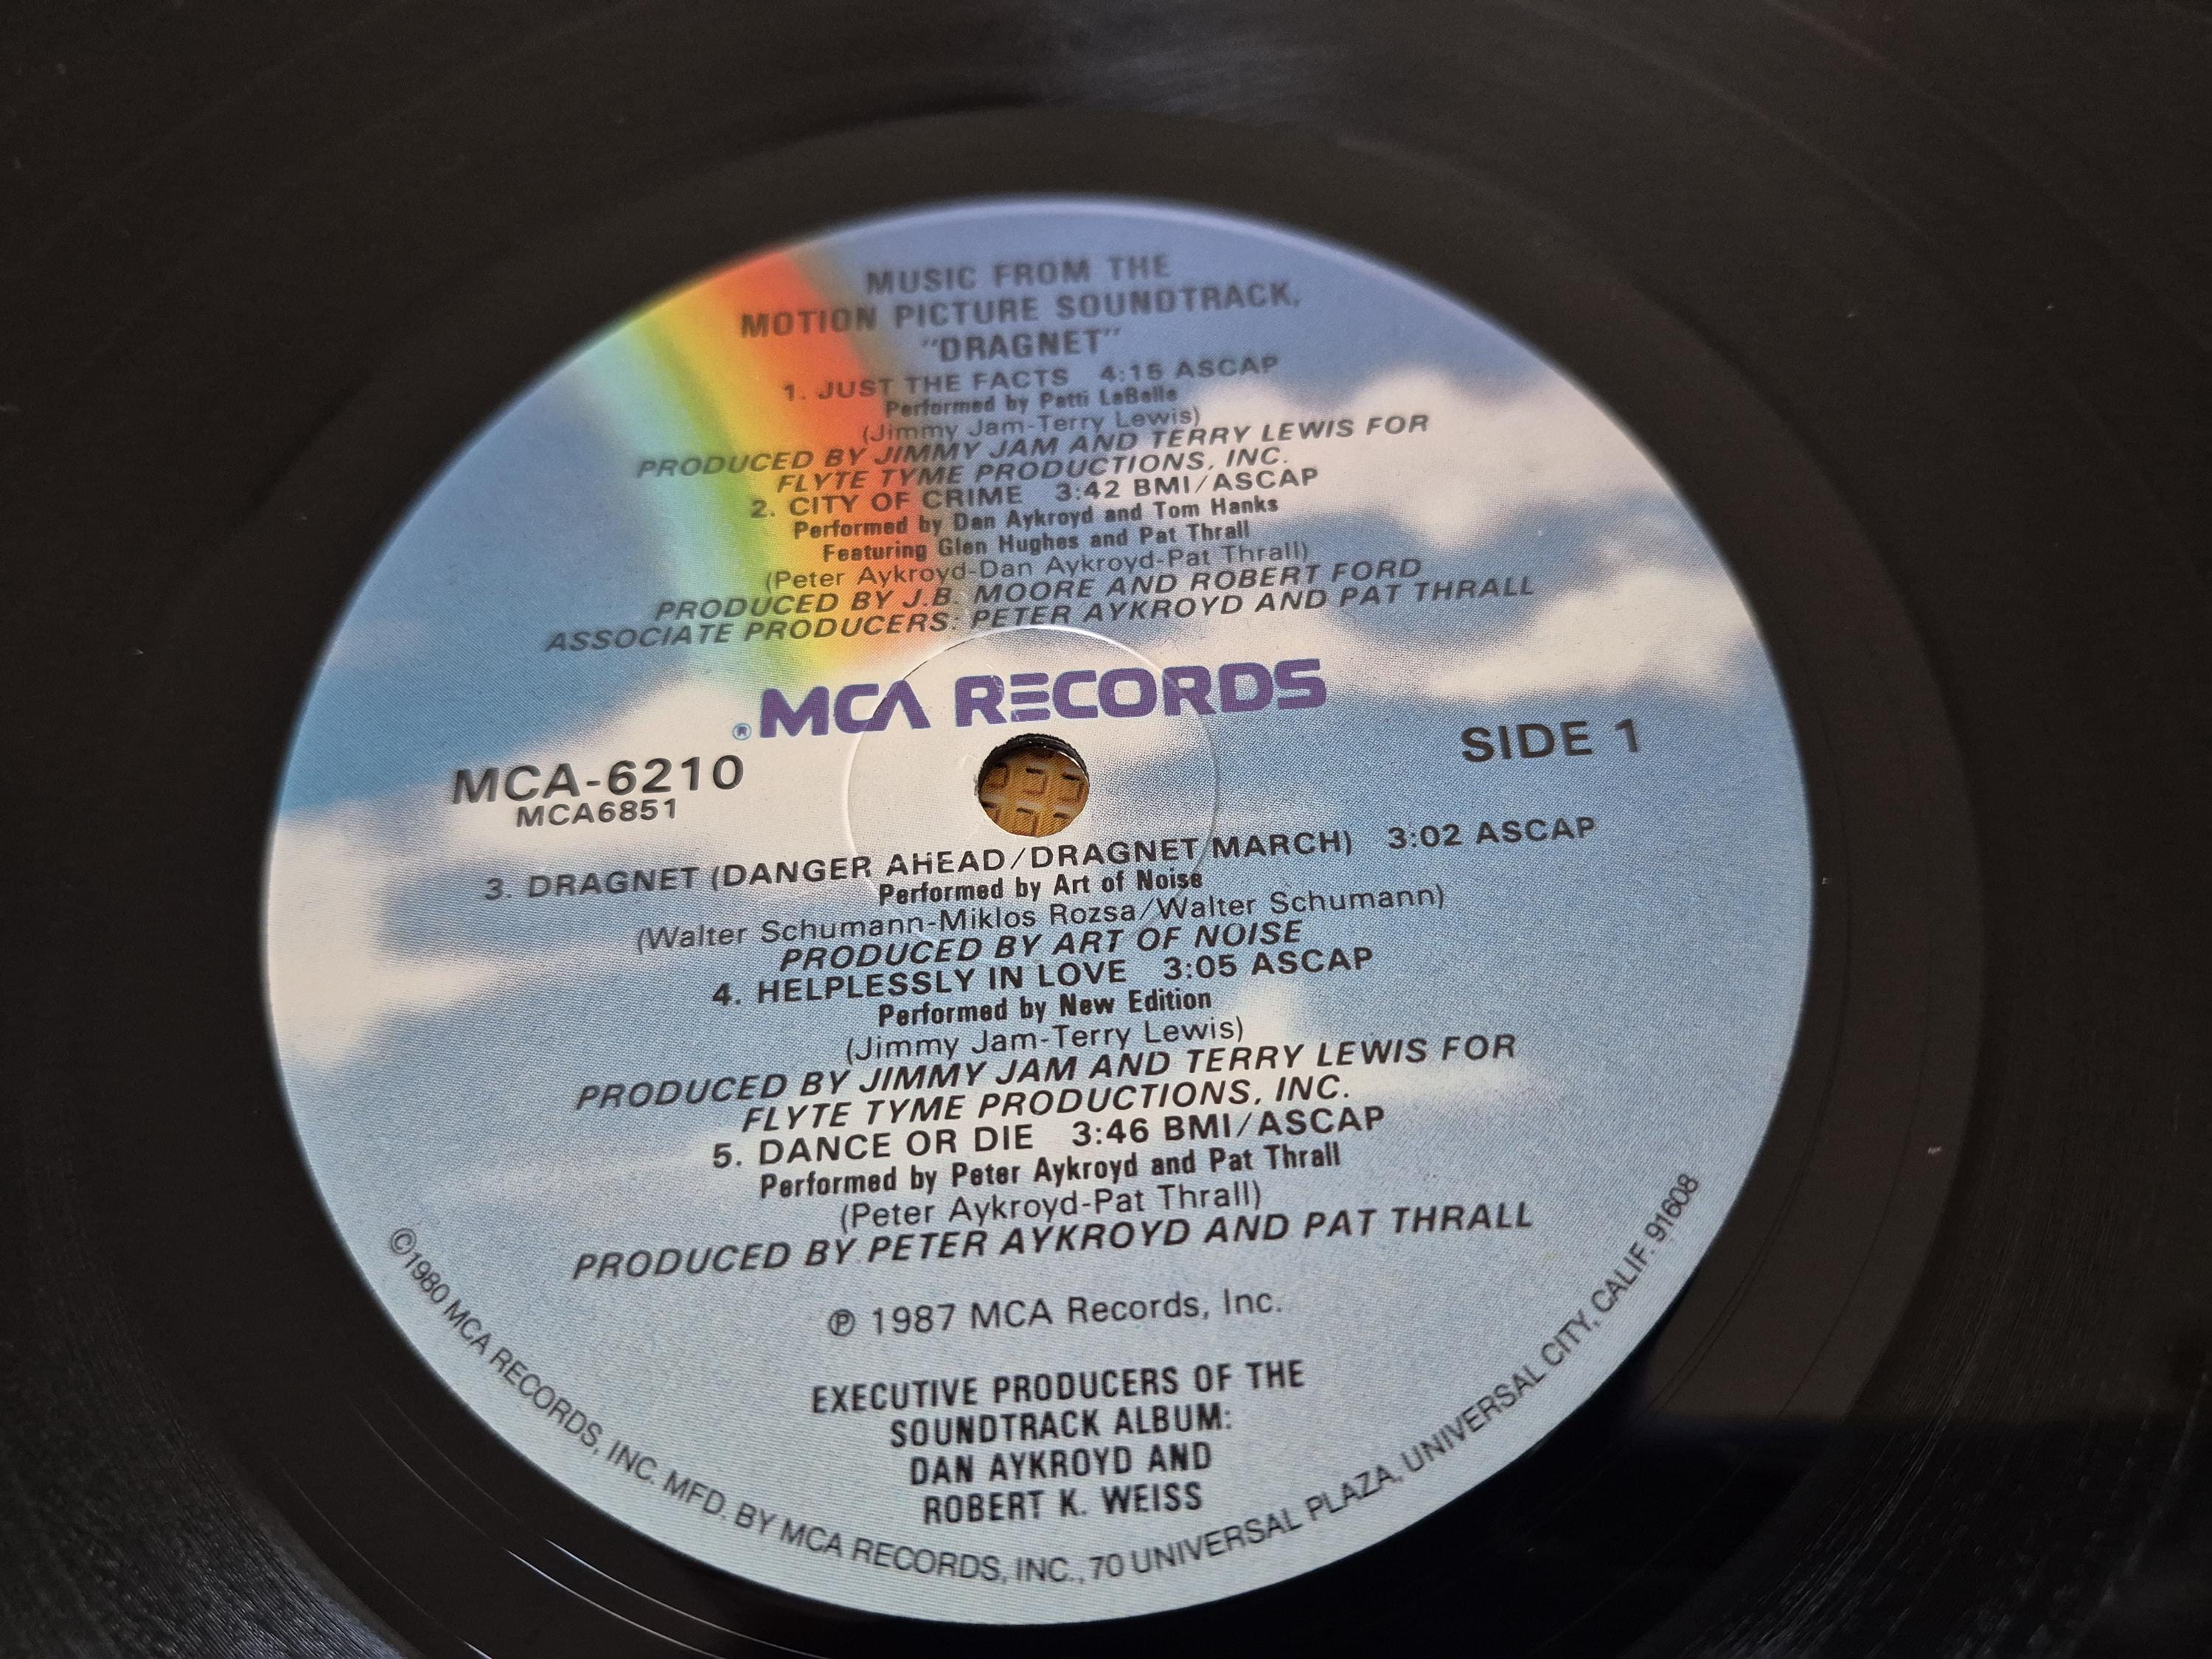 MUSIC FROM THE
MOTION PICTURE SOUNDTRACK,
"DRAGNET"
1. JUST THE FACTS 4:15 ASCAP
Performed by Patti LaBelle
(Jimmy Jam-Terry Lewis)
PRODUCED BY JIMMY JAM AND TERRY LEWIS FOR
FLYTE TYME PRODUCTIONS, INC.
2. CITY OF CRIME 3:42 BMI/ASCAP
Performed by Dan Aykroyd and Tom Hanks
Featuring Glen Hughes and Pat Thrall
(Peter Aykroyd-Dan Aykroyd-Pat Thrall)
PRODUCED BY J.B. MOORE AND ROBERT FORD
ASSOCIATE PRODUCERS: PETER AYKROYD AND PAT THRALL
® MCA RECORDS
MCA-6210
MCA6851
SIDE 1
3. DRAGNET (DANGER AHEAD/DRAGNET MARCH) 3:02 ASCAP
Performed by Art of Noise
(Walter Schumann-Miklos Rozsa/Walter Schumann)
PRODUCED BY ART OF NOISE
4. HELPLESSLY IN LOVE 3:05 ASCAP
Performed by New Edition
(Jimmy Jam-Terry Lewis)
PRODUCED BY JIMMY JAM AND TERRY LEWIS FOR
FLYTE TYME PRODUCTIONS, INC.
5. DANCE OR DIE 3:46 BMI/ASCAP
Performed by Peter Aykroyd and Pat Thrall
(Peter Aykroyd-Pat Thrall)
PRODUCED BY PETER AYKROYD AND PAT THRALL
℗ 1987 MCA Records, Inc.
EXECUTIVE PRODUCERS OF THE
SOUNDTRACK ALBUM:
DAN AYKROYD AND
ROBERT K. WEISS
©1980 MCA RECORDS, INC. MFD. BY MCA RECORDS, INC., 70 UNIVERSAL PLAZA, UNIVERSAL CITY, CALIF. 91608